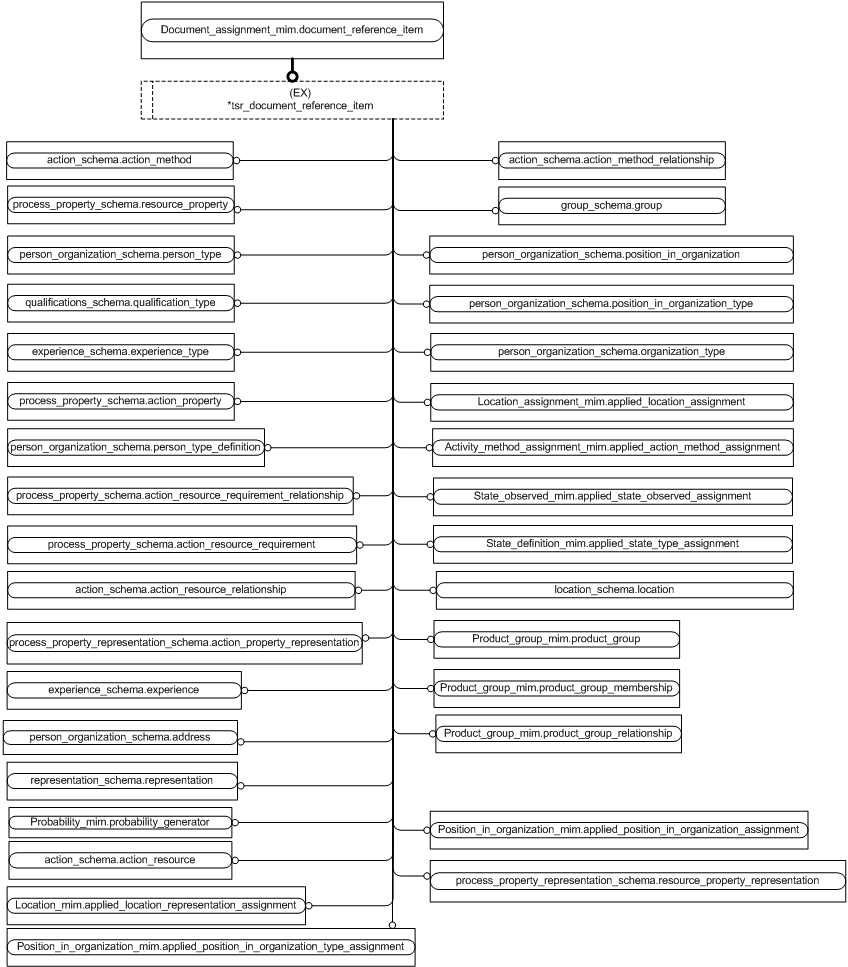 Document_assignment_mim.document_reference_item
(EX)
*tsr_document_reference_item
action_schema.action_method
action_schema.action_method_relationship
process_property_schema.resource_property
group_schema.group
person_organization_schema.person_type
person_organization_schema.position_in_organization
qualifications_schema.qualification_type
person_organization_schema.position_in_organization_type
experience_schema.experience_type
person_organization_schema.organization_type
process_property_schema.action_property
Location_assignment_mim.applied_location_assignment
person_organization_schema.person_type_definition
Activity_method_assignment_mim.applied_action_method_assignment
process_property_schema.action_resource_requirement_relationship
State_observed_mim.applied_state_observed_assignment
process_property_schema.action_resource_requirement
State_definition_mim.applied_state_type_assignment
action_schema.action_resource_relationship
location_schema.location
process_property_representation_schema.action_property_representation
Product_group_mim.product_group
experience_schema.experience
Product_group_mim.product_group_membership
person_organization_schema.address
Product_group_mim.product_group_relationship
representation_schema.representation
Probability_mim.probability_generator
Position_in_organization_mim.applied_position_in_organization_assignment
action_schema.action_resource
process_property_representation_schema.resource_property_representation
Location_mim.applied_location_representation_assignment
Position_in_organization_mim.applied_position_in_organization_type_assignment